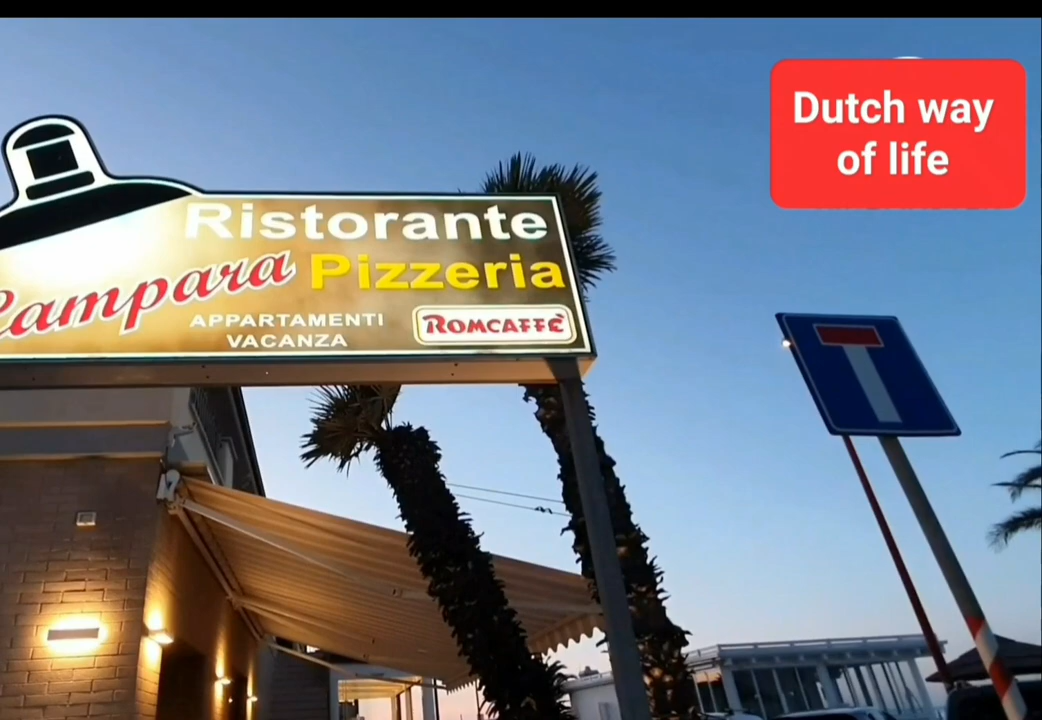 Dutch way
of life
Ristorante
Lampara Pizzeria
APPARTAMENTI
VACANZA
ROMCAFFÈ